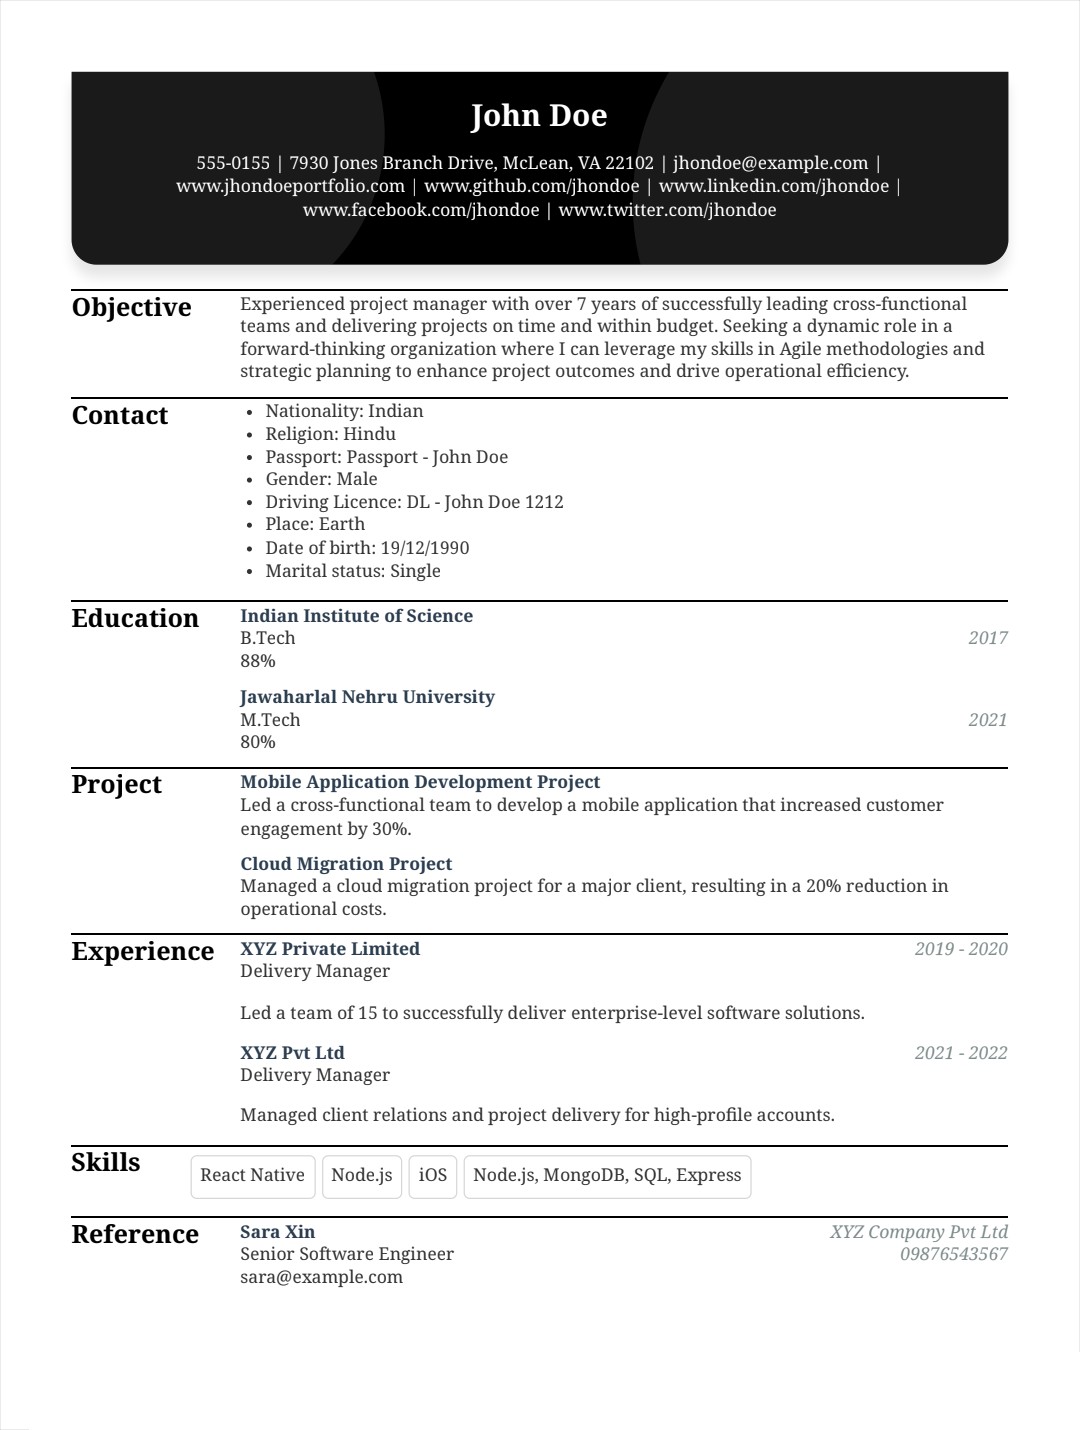 John Doe
555-0155 | 7930 Jones Branch Drive, McLean, VA 22102 | jhondoe@example.com |
www.jhondoeportfolio.com | www.github.com/jhondoe | www.linkedin.com/jhondoe |
www.facebook.com/jhondoe | www.twitter.com/jhondoe
Objective
Experienced project manager with over 7 years of successfully leading cross-functional
teams and delivering projects on time and within budget. Seeking a dynamic role in a
forward-thinking organization where I can leverage my skills in Agile methodologies and
strategic planning to enhance project outcomes and drive operational efficiency.
Contact
• Nationality: Indian
• Religion: Hindu
• Passport: Passport - John Doe
• Gender: Male
• Driving Licence: DL - John Doe 1212
• Place: Earth
• Date of birth: 19/12/1990
• Marital status: Single
Education
Indian Institute of Science
B.Tech 2017
88%
Jawaharlal Nehru University
M.Tech 2021
80%
Project
Mobile Application Development Project
Led a cross-functional team to develop a mobile application that increased customer
engagement by 30%.
Cloud Migration Project
Managed a cloud migration project for a major client, resulting in a 20% reduction in
operational costs.
Experience
XYZ Private Limited 2019 - 2020
Delivery Manager
Led a team of 15 to successfully deliver enterprise-level software solutions.
XYZ Pvt Ltd 2021 - 2022
Delivery Manager
Managed client relations and project delivery for high-profile accounts.
Skills
React Native Node.js iOS Node.js, MongoDB, SQL, Express
Reference
Sara Xin XYZ Company Pvt Ltd
Senior Software Engineer 09876543567
sara@example.com